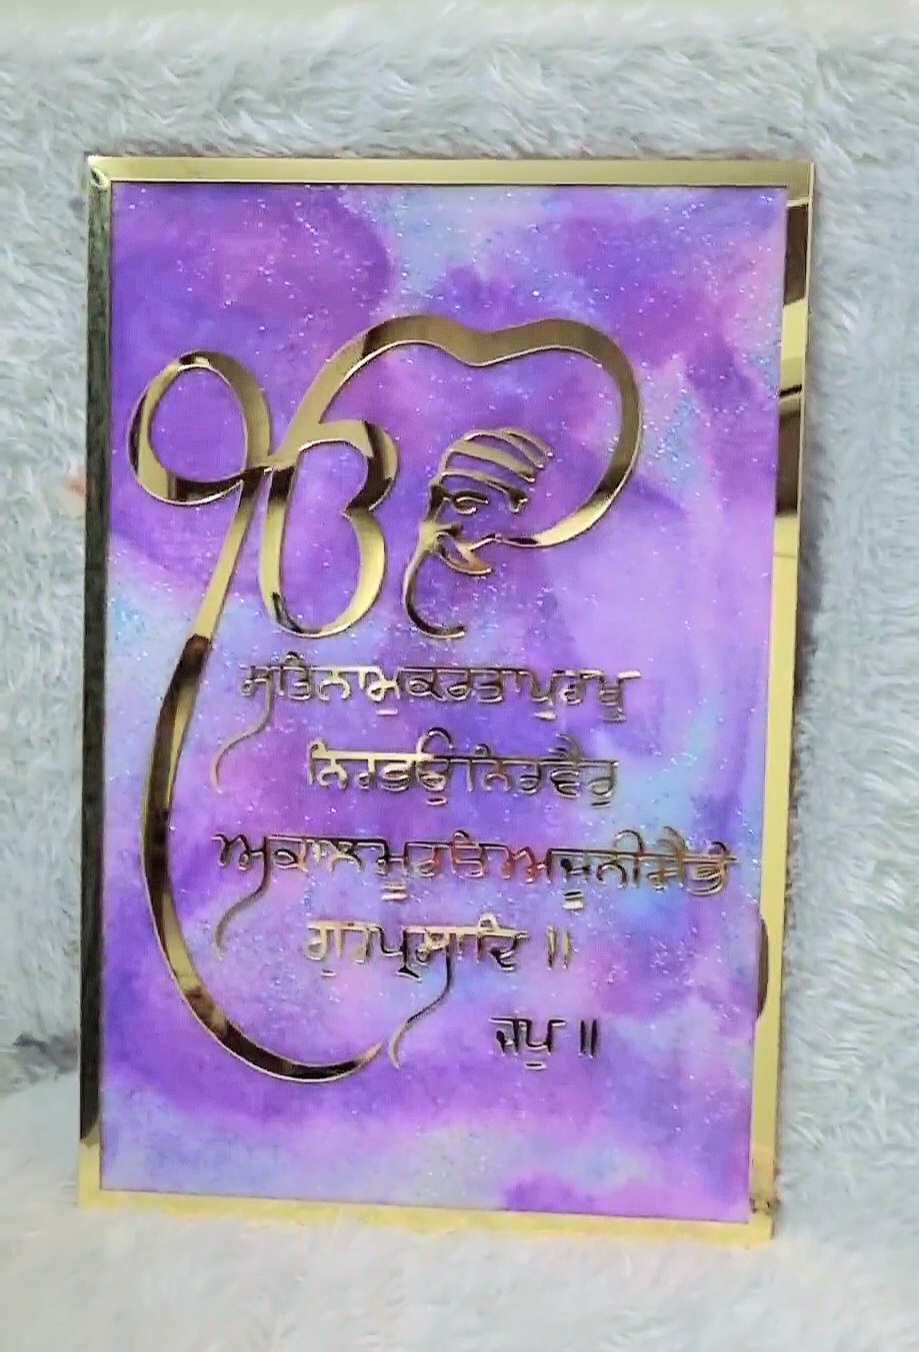 ੴ
ਸਤਿਨਾਮੁਕਰਤਾਪੁਰਖੁ
ਨਿਰਭਉਨਿਰਵੈਰੁ
ਅਕਾਲਮੂਰਤਿਅਜੂਨੀਸੈਭੰ
ਗੁਰਪ੍ਰਸਾਦਿ ॥
ਜਪੁ ॥